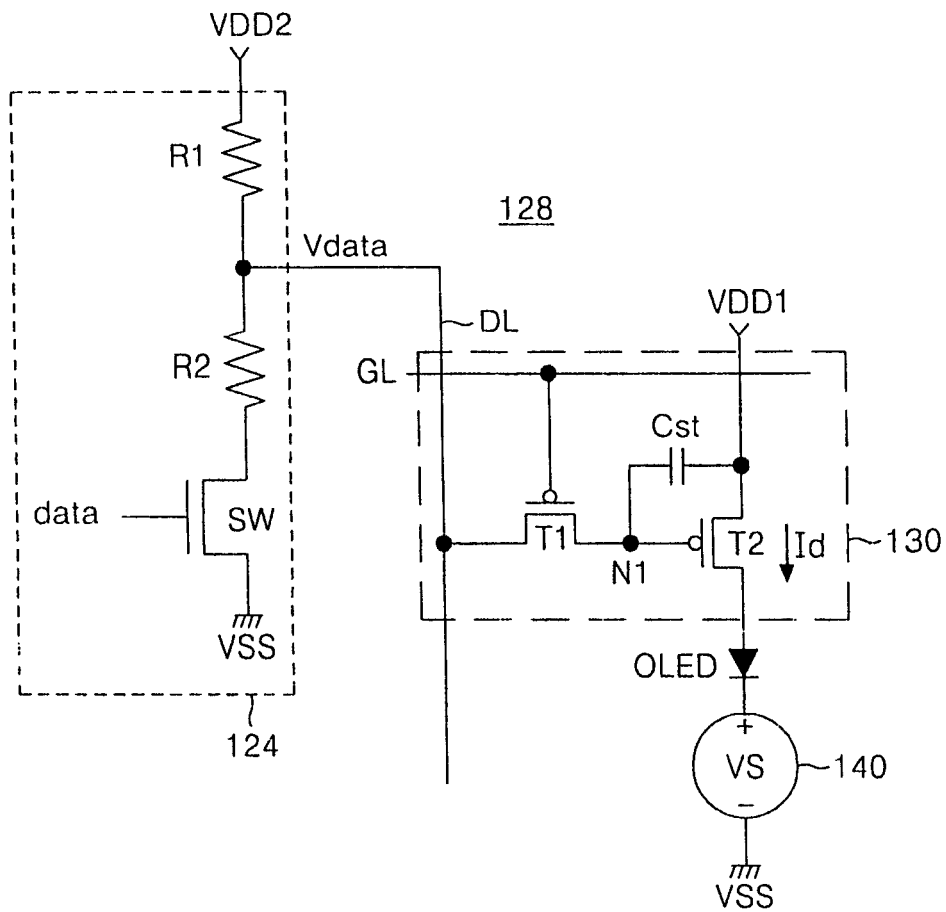 VDD2
R1
128
Vdata
VDD1
DL
R2
GL
Cst
data
SW
T1
T2
Id
130
N1
VSS
OLED
124
+
VS
140
−
VSS